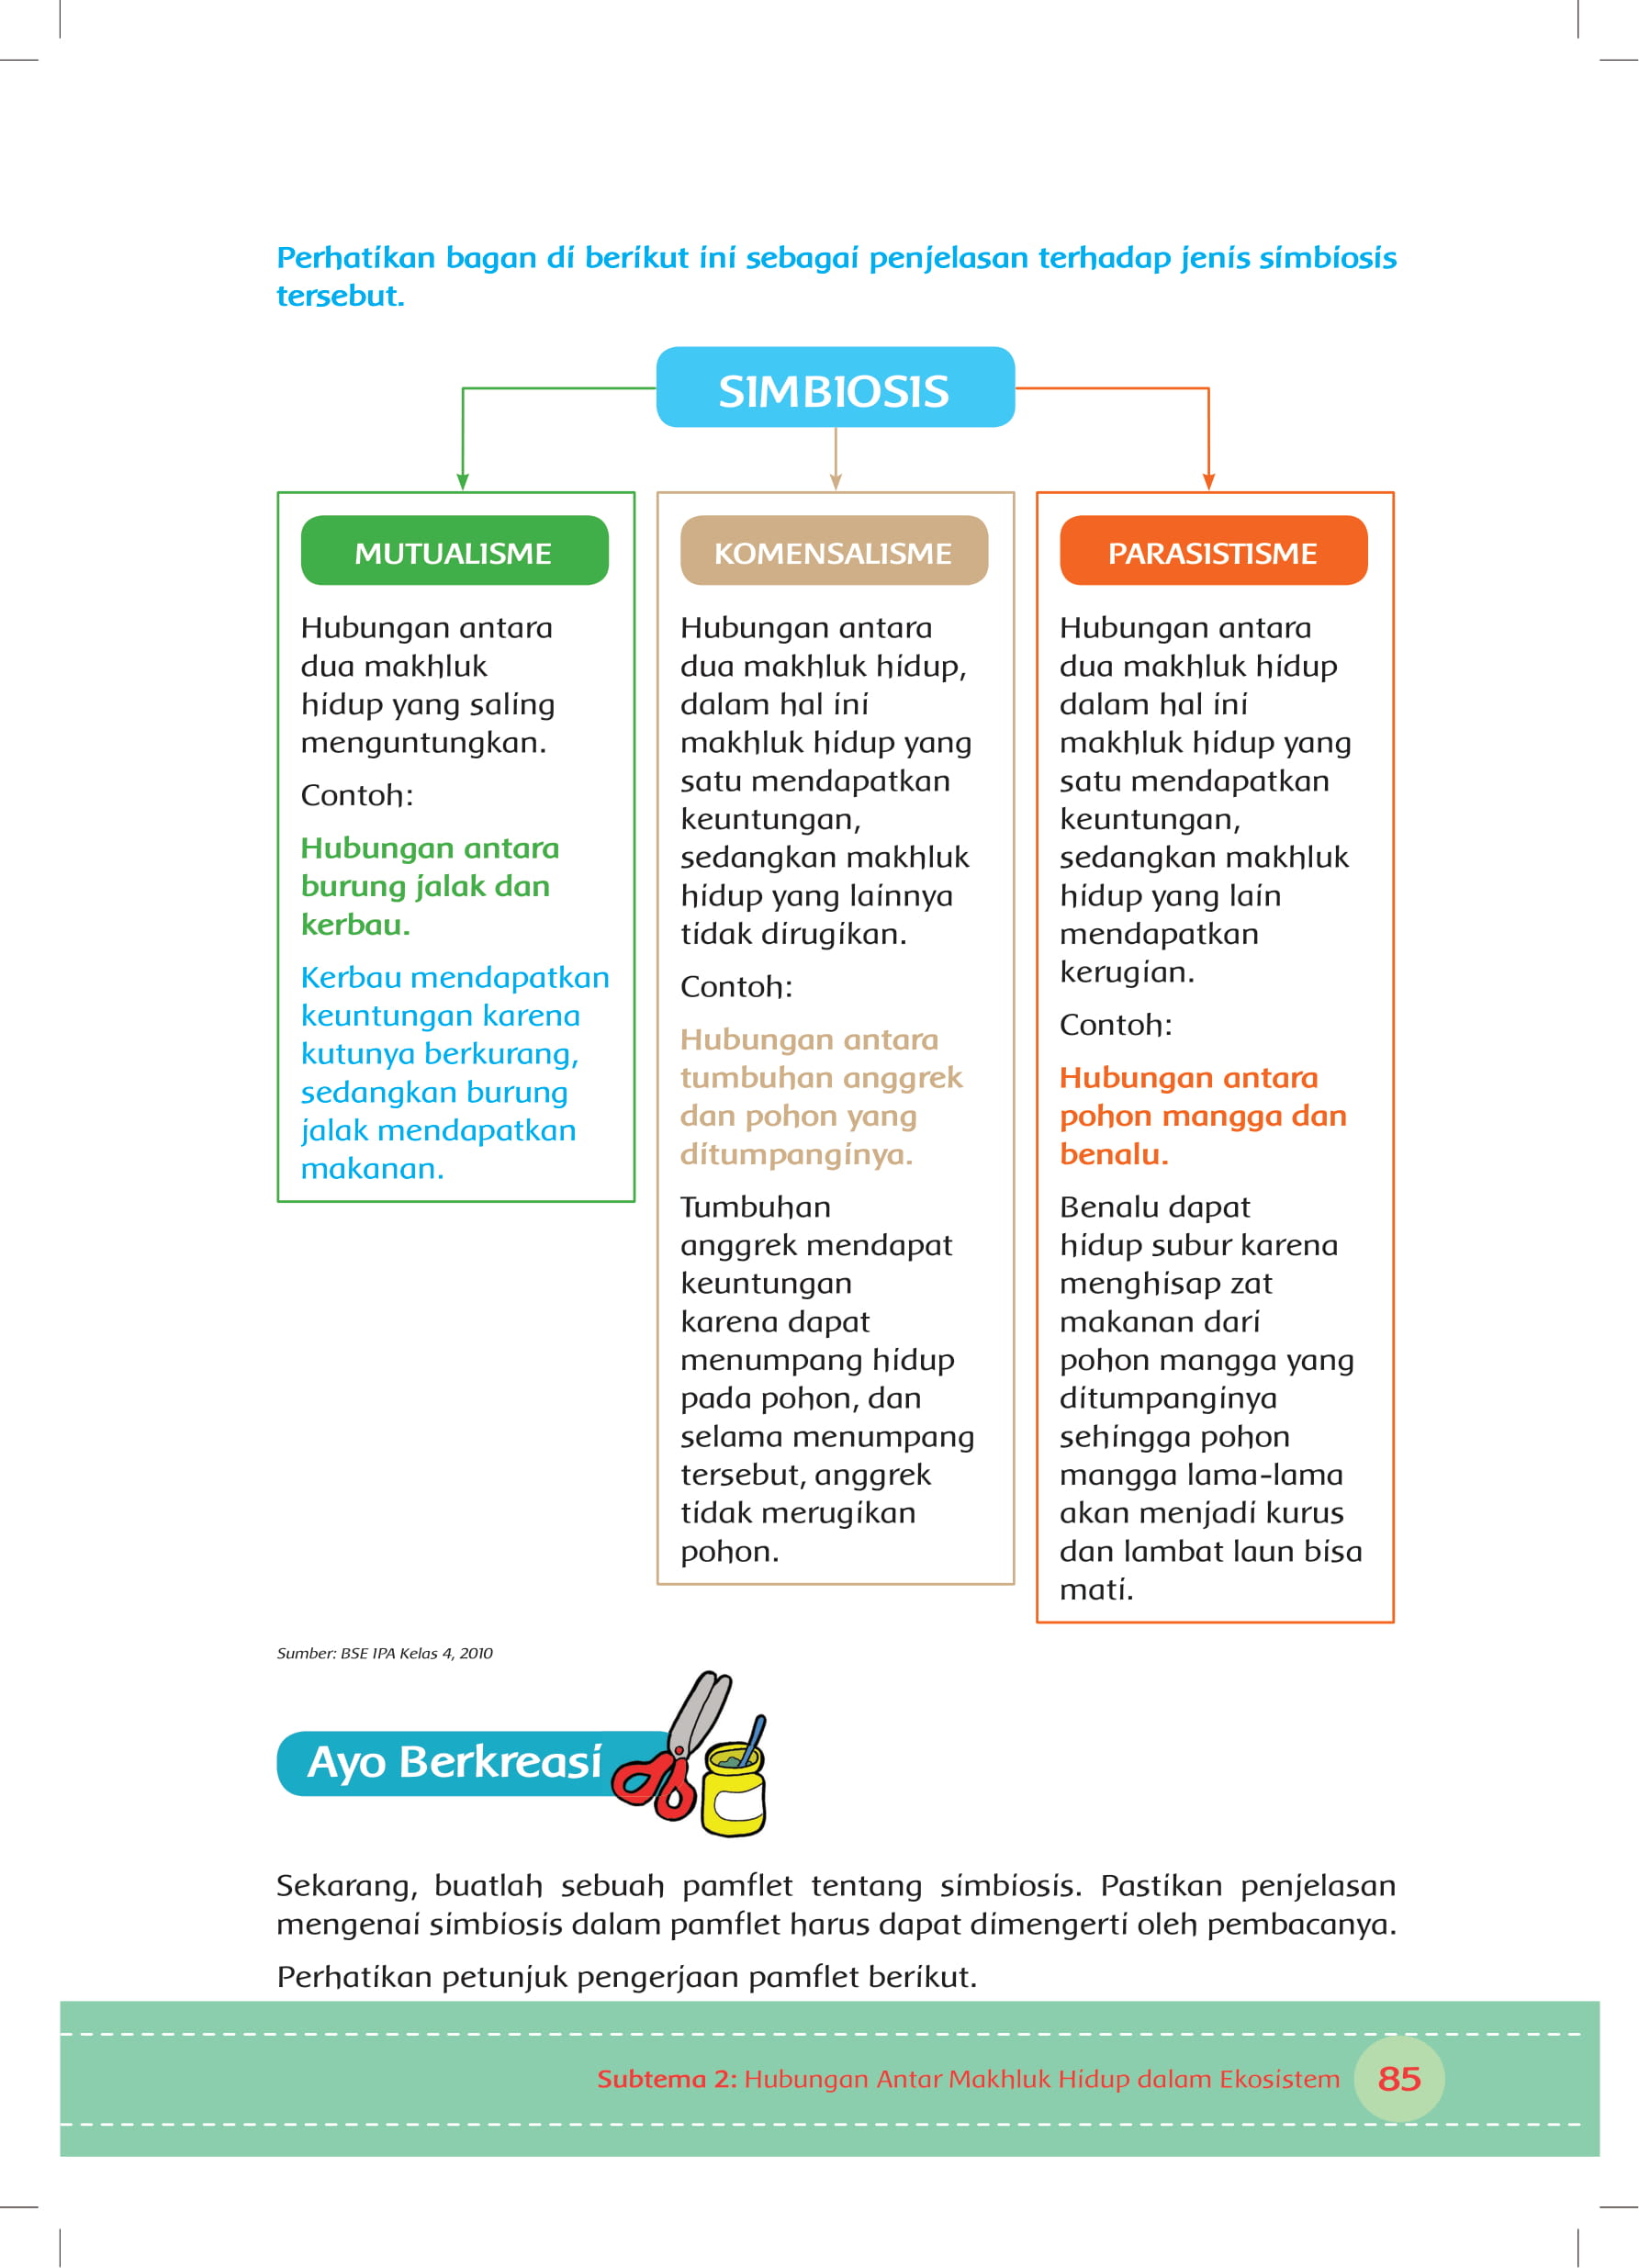 Perhatikan bagan di berikut ini sebagai penjelasan terhadap jenis simbiosis
tersebut.
SIMBIOSIS
MUTUALISME
Hubungan antara
dua makhluk
hidup yang saling
menguntungkan.
Contoh:
Hubungan antara
burung jalak dan
kerbau.
Kerbau mendapatkan
keuntungan karena
kutunya berkurang,
sedangkan burung
jalak mendapatkan
makanan.
KOMENSALISME
Hubungan antara
dua makhluk hidup,
dalam hal ini
makhluk hidup yang
satu mendapatkan
keuntungan,
sedangkan makhluk
hidup yang lainnya
tidak dirugikan.
Contoh:
Hubungan antara
tumbuhan anggrek
dan pohon yang
ditumpanginya.
Tumbuhan
anggrek mendapat
keuntungan
karena dapat
menumpang hidup
pada pohon, dan
selama menumpang
tersebut, anggrek
tidak merugikan
pohon.
PARASISTISME
Hubungan antara
dua makhluk hidup
dalam hal ini
makhluk hidup yang
satu mendapatkan
keuntungan,
sedangkan makhluk
hidup yang lain
mendapatkan
kerugian.
Contoh:
Hubungan antara
pohon mangga dan
benalu.
Benalu dapat
hidup subur karena
menghisap zat
makanan dari
pohon mangga yang
ditumpanginya
sehingga pohon
mangga lama-lama
akan menjadi kurus
dan lambat laun bisa
mati.
Sumber: BSE IPA Kelas 4, 2010
Ayo Berkreasi
Sekarang, buatlah sebuah pamflet tentang simbiosis. Pastikan penjelasan
mengenai simbiosis dalam pamflet harus dapat dimengerti oleh pembacanya.
Perhatikan petunjuk pengerjaan pamflet berikut.
Subtema 2: Hubungan Antar Makhluk Hidup dalam Ekosistem
85